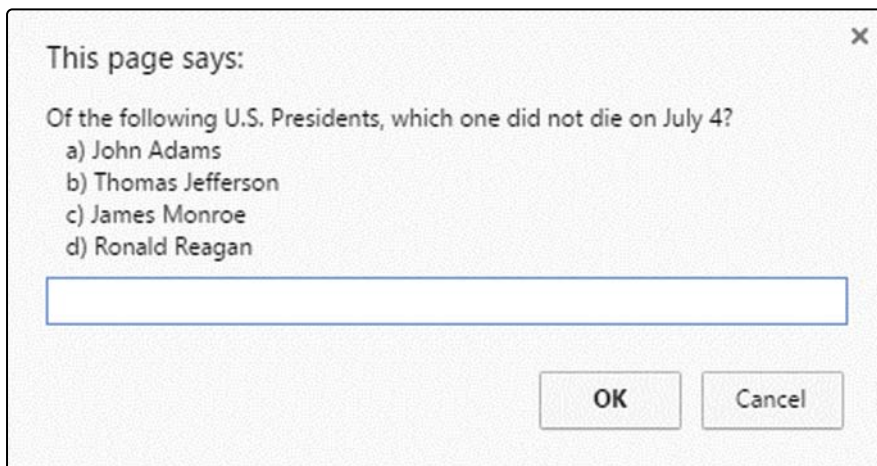 This page says:
Of the following U.S. Presidents, which one did not die on July 4?
a) John Adams
b) Thomas Jefferson
c) James Monroe
d) Ronald Reagan
OK
Cancel